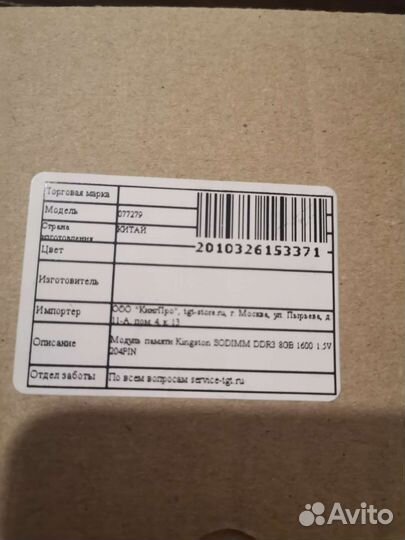 Торговая марка
Модель 077279
Страна изготовления КИТАЙ
2010326153371
Цвет
Изготовитель
Импортер ООО "КингПро", tgt-store.ru, г. Москва, ул. Пырьева, д.
11-А, пом. 4, к 13
Описание Модуль памяти Kingston SODIMM DDR3 8GB 1600 1.5V
204PIN
Отдел заботы По всем вопросам service-tgt.ru
Avito